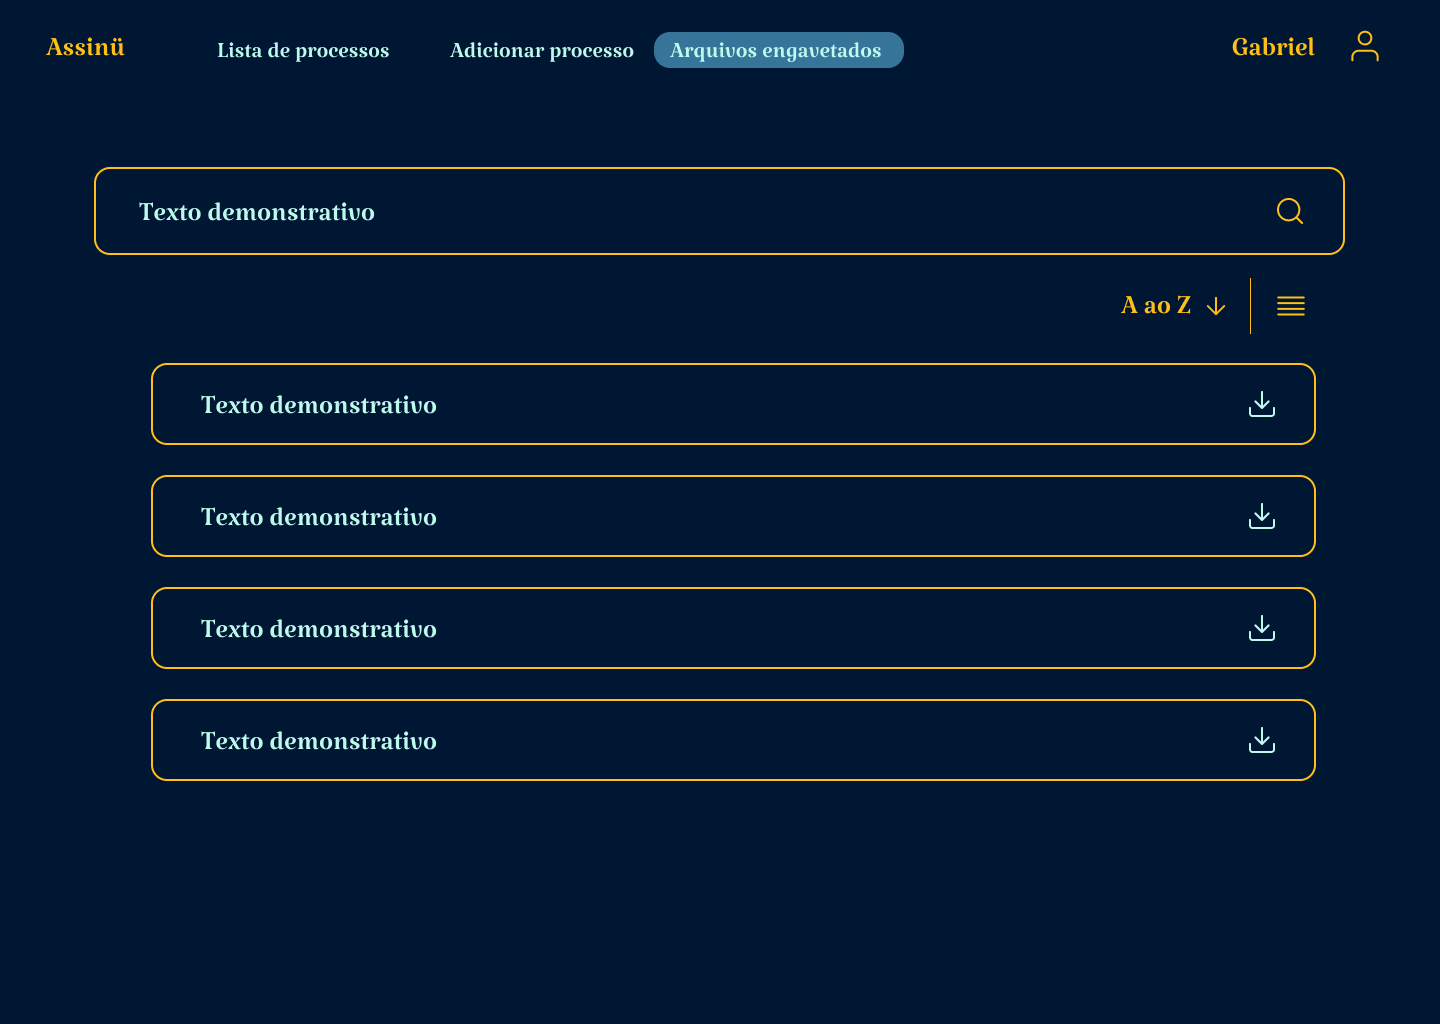 Assinü
Lista de processos
Adicionar processo
Arquivos engavetados
Gabriel
Texto demonstrativo
A ao Z
Texto demonstrativo
Texto demonstrativo
Texto demonstrativo
Texto demonstrativo